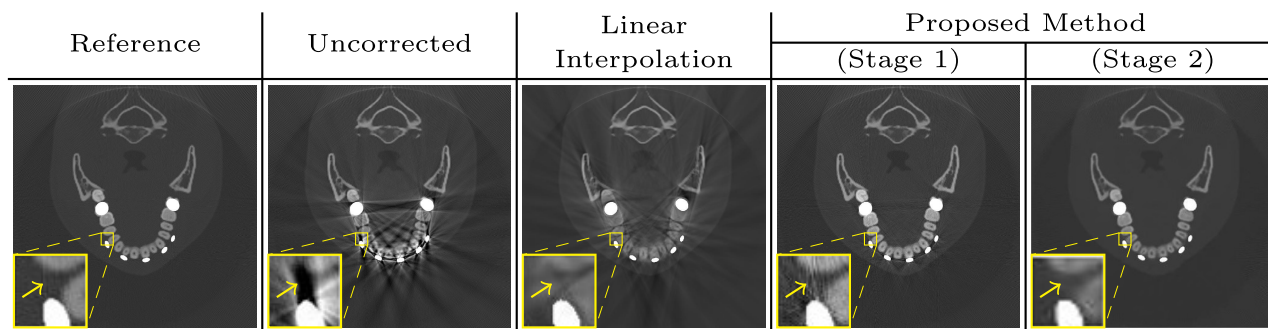 Reference
Uncorrected
Linear
Interpolation
Proposed Method
(Stage 1)
(Stage 2)